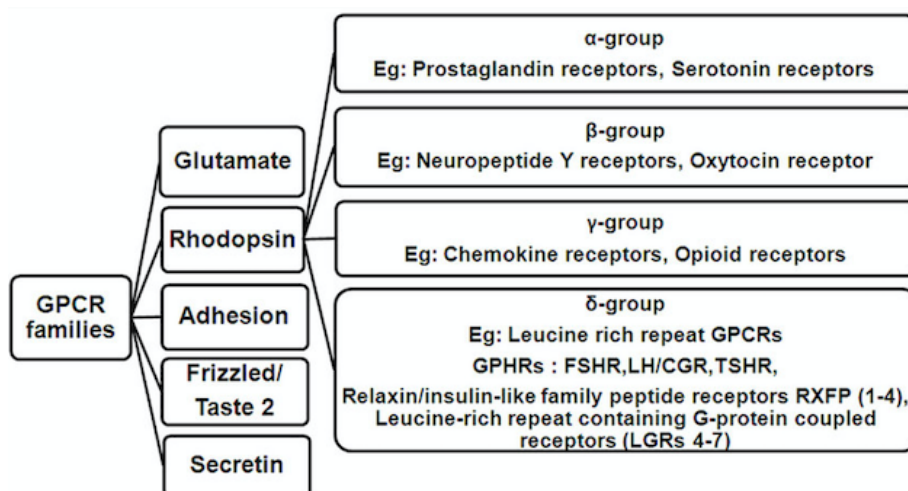 GPCR
families
Glutamate
Rhodopsin
Adhesion
Frizzled/
Taste 2
Secretin
α-group
Eg: Prostaglandin receptors, Serotonin receptors
β-group
Eg: Neuropeptide Y receptors, Oxytocin receptor
γ-group
Eg: Chemokine receptors, Opioid receptors
δ-group
Eg: Leucine rich repeat GPCRs
GPHRs : FSHR,LH/CGR,TSHR,
Relaxin/insulin-like family peptide receptors RXFP (1-4),
Leucine-rich repeat containing G-protein coupled
receptors (LGRs 4-7)